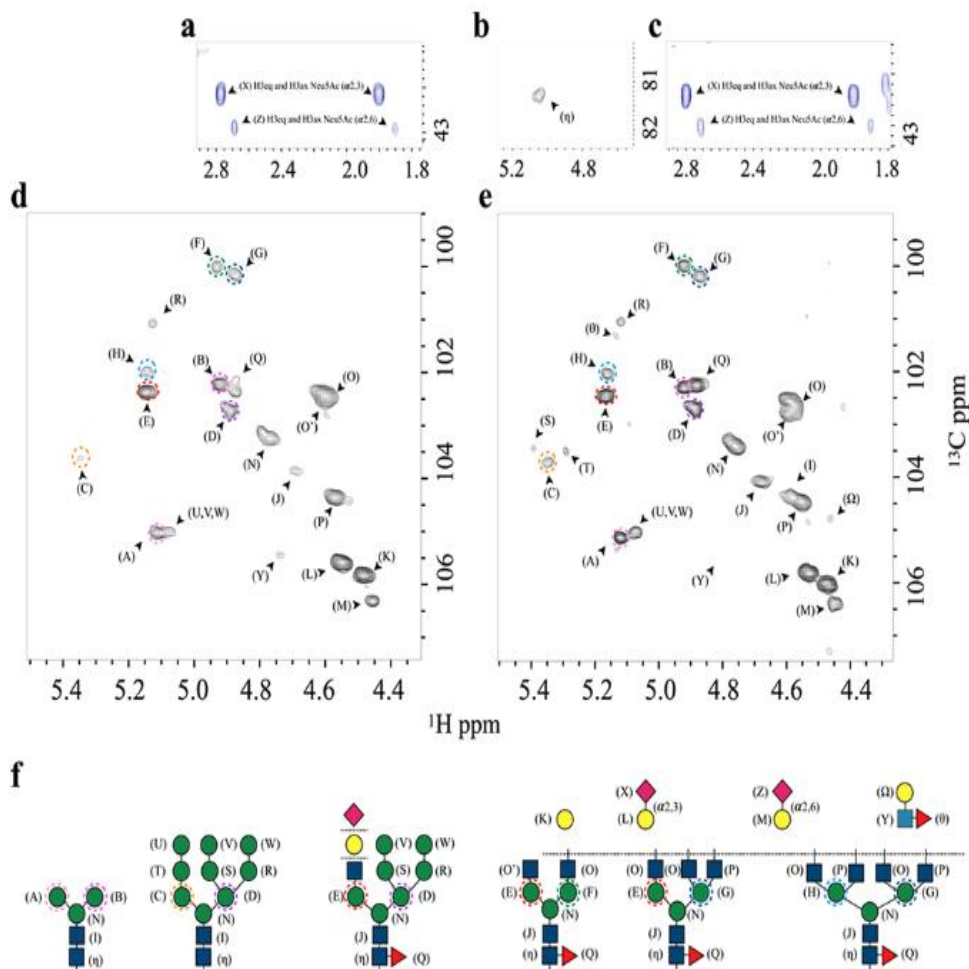 a
b
c
(X) H3eq and H3ax Neu5Ac (α2,3)
(Z) H3eq and H3ax Neu5Ac (α2,6)
43
2.8 2.4 2.0 1.8
(η)
81
82
5.2 4.8
(X) H3eq and H3ax Neu5Ac (α2,3)
(Z) H3eq and H3ax Neu5Ac (α2,6)
43
2.8 2.4 2.0 1.8
d
(F)
(G)
(R)
(H)
(B)
(Q)
(O)
(E)
(D)
(O')
(N)
(C)
(J)
(P)
(U,V,W)
(A)
(Y)
(L)
(K)
(M)
100
102
104
106
5.4 5.2 5.0 4.8 4.6 4.4
e
(F)
(G)
(R)
(θ)
(H)
(B)
(Q)
(O)
(E)
(D)
(O')
(S)
(T)
(N)
(I)
(C)
(J)
(Ω)
(P)
(U,V,W)
(A)
(Y)
(L)
(K)
(M)
100
102
104
106
¹³C ppm
5.4 5.2 5.0 4.8 4.6 4.4
¹H ppm
f
(A) (B)
(N)
(I)
(η)
(U) (V) (W)
(T) (S) (R)
(C) (D)
(N)
(I)
(η)
(V) (W)
(S) (R)
(E) (D)
(N)
(J)
(η) (Q)
(K)
(O') (O)
(E) (F)
(N)
(J)
(η) (Q)
(X)
(α2,3)
(L)
(O) (O) (P)
(E) (G)
(N)
(J)
(η) (Q)
(Z)
(α2,6)
(M)
(Ω)
(Y) (θ)
(O) (P) (O) (P)
(H) (G)
(N)
(J)
(η) (Q)